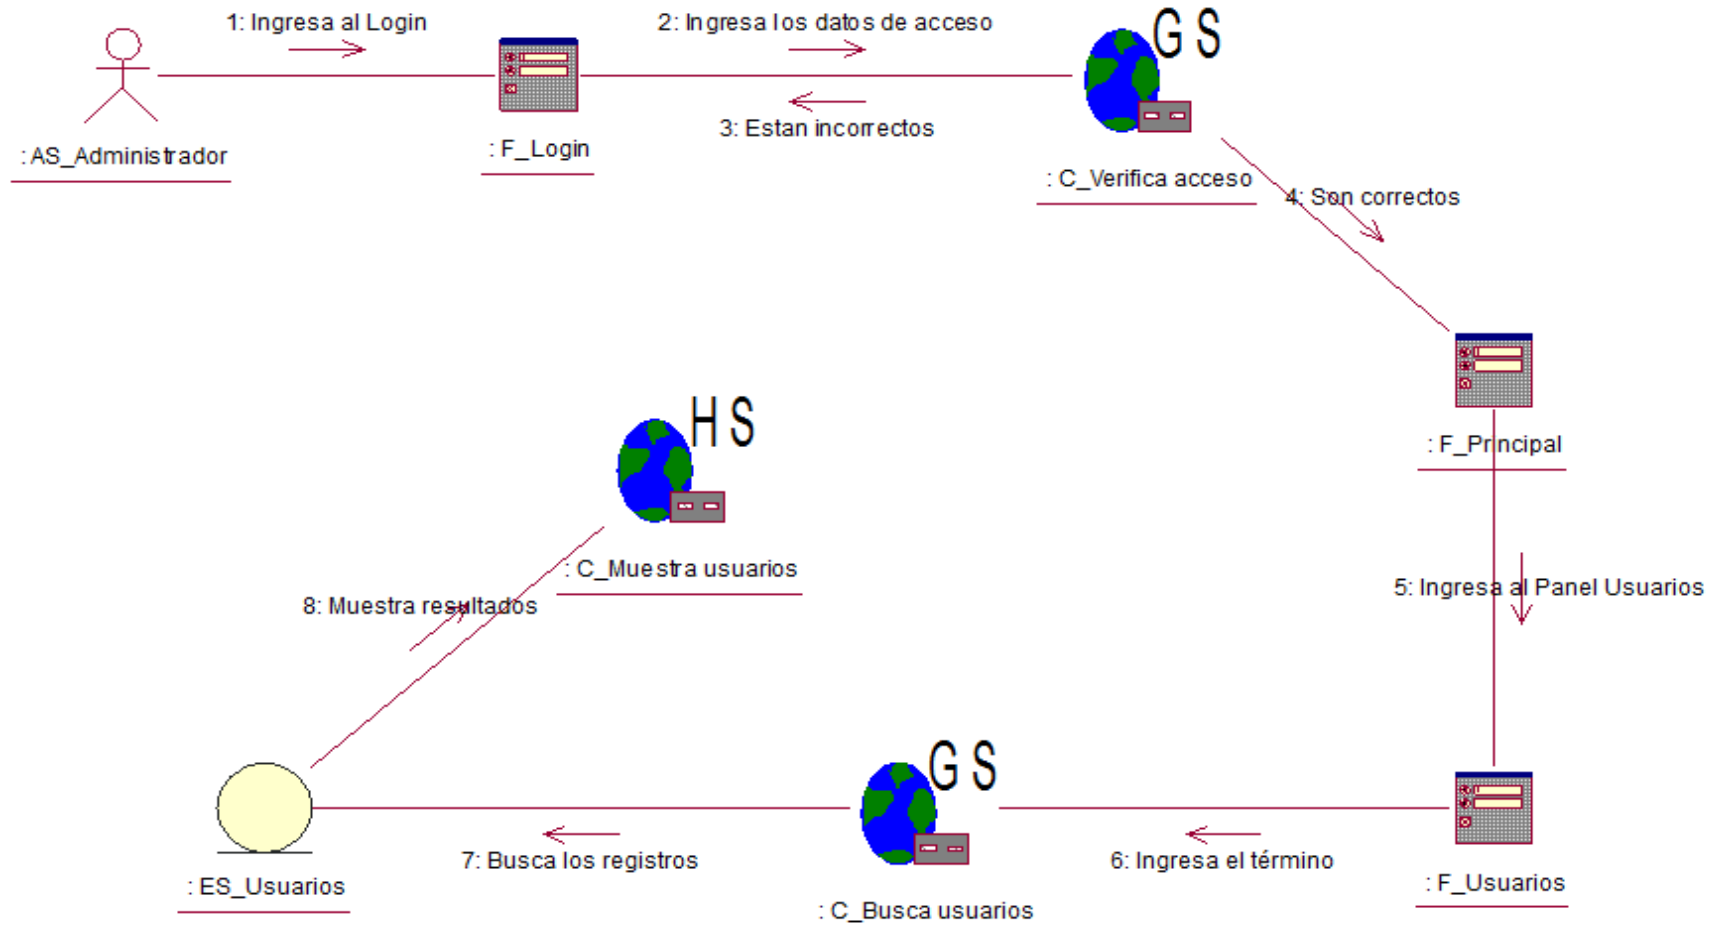 1: Ingresa al Login
2: Ingresa los datos de acceso
G S
3: Estan incorrectos
: AS_Administrador
: F_Login
: C_Verifica acceso
4: Son correctos
H S
: F_Principal
: C_Muestra usuarios
5: Ingresa al Panel Usuarios
8: Muestra resultados
G S
7: Busca los registros
6: Ingresa el término
: ES_Usuarios
: C_Busca usuarios
: F_Usuarios